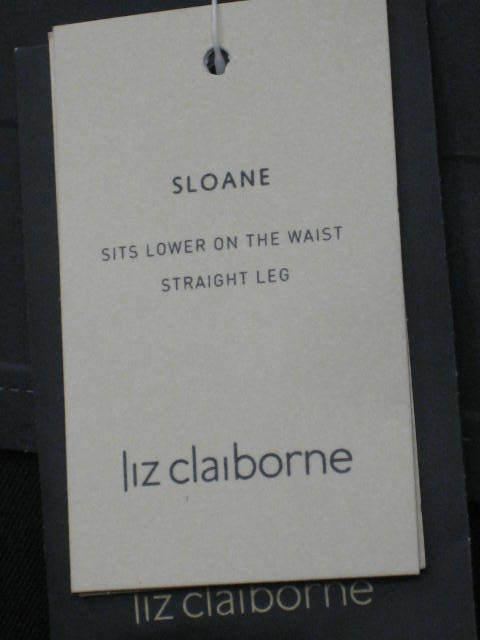 SLOANE
SITS LOWER ON THE WAIST
STRAIGHT LEG
liz claiborne
liz claiborne